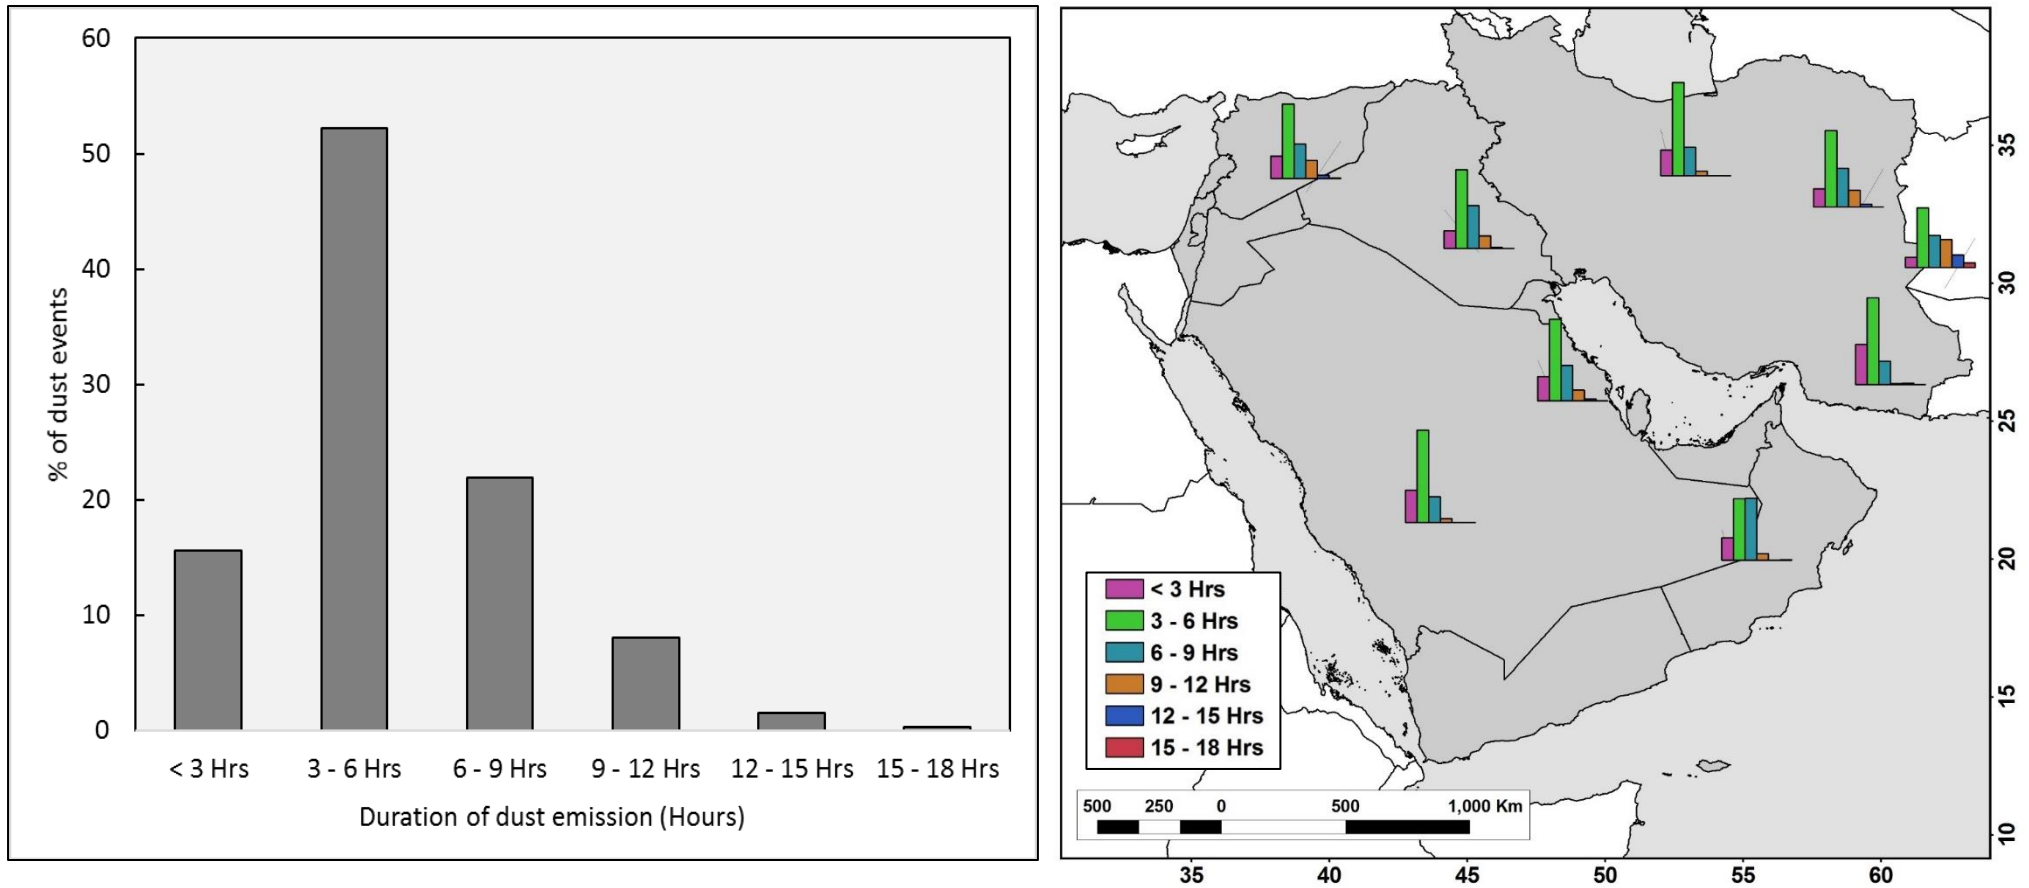 60
50
40
30
20
10
0
% of dust events
< 3 Hrs 3 - 6 Hrs 6 - 9 Hrs 9 - 12 Hrs 12 - 15 Hrs 15 - 18 Hrs
Duration of dust emission (Hours)
< 3 Hrs
3 - 6 Hrs
6 - 9 Hrs
9 - 12 Hrs
12 - 15 Hrs
15 - 18 Hrs
500 250 0 500 1,000 Km
35
30
25
20
15
10
35 40 45 50 55 60